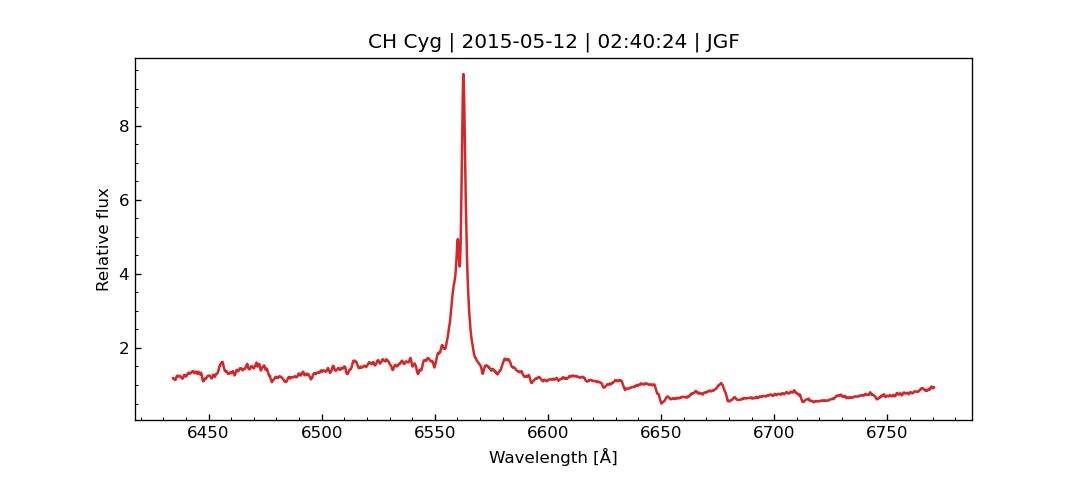 CH Cyg | 2015-05-12 | 02:40:24 | JGF
Relative flux
8
6
4
2
6450 6500 6550 6600 6650 6700 6750
Wavelength [Å]